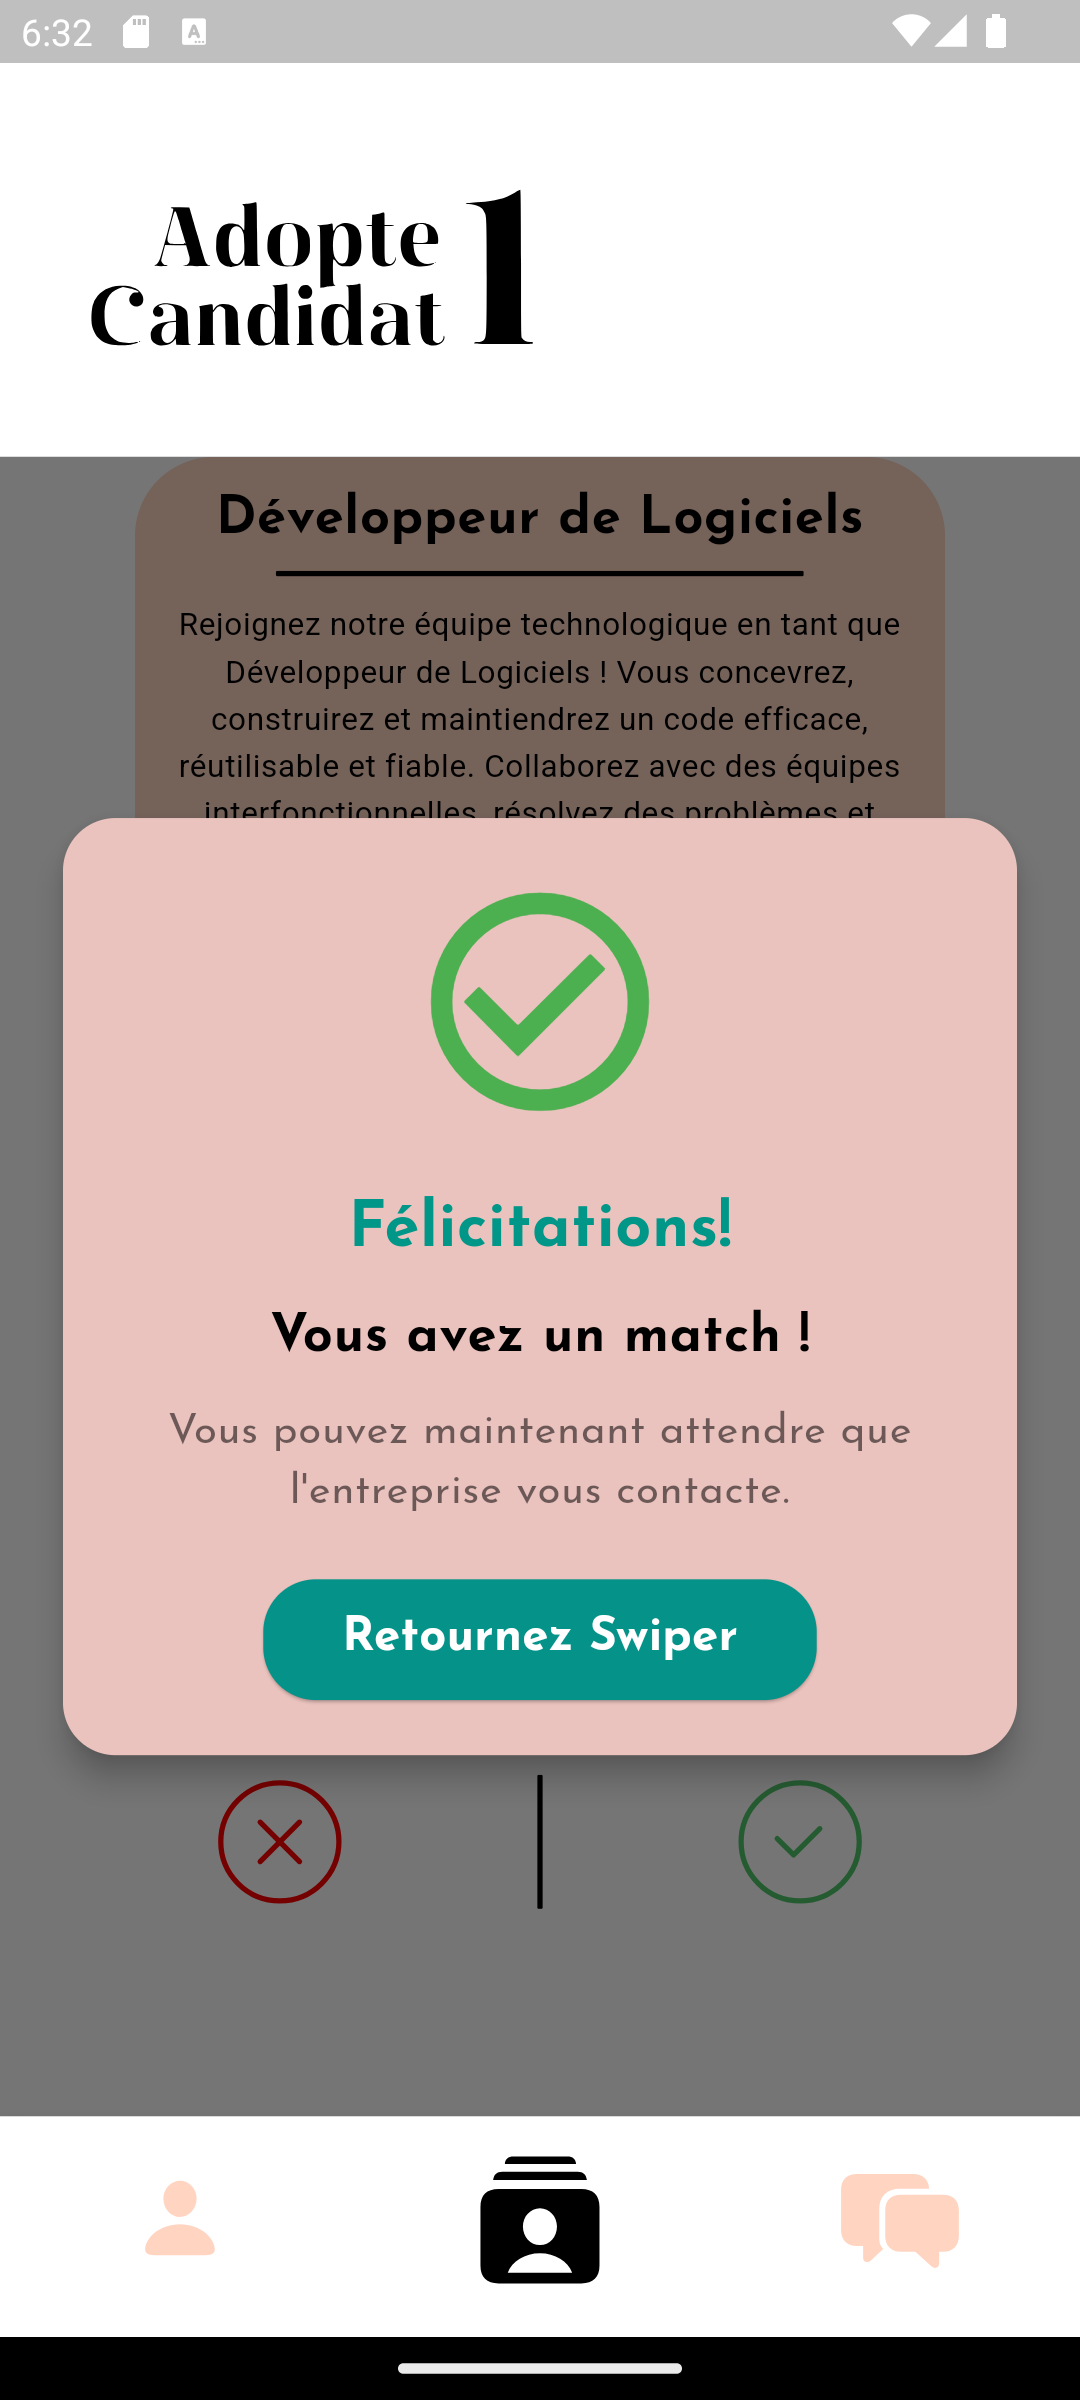 6:32
Adopte
Candidat 1
Développeur de Logiciels
Rejoignez notre équipe technologique en tant que
Développeur de Logiciels ! Vous concevrez,
construirez et maintiendrez un code efficace,
réutilisable et fiable. Collaborez avec des équipes
interfonctionnelles, résolvez des problèmes et
Félicitations!
Vous avez un match !
Vous pouvez maintenant attendre que
l'entreprise vous contacte.
Retournez Swiper